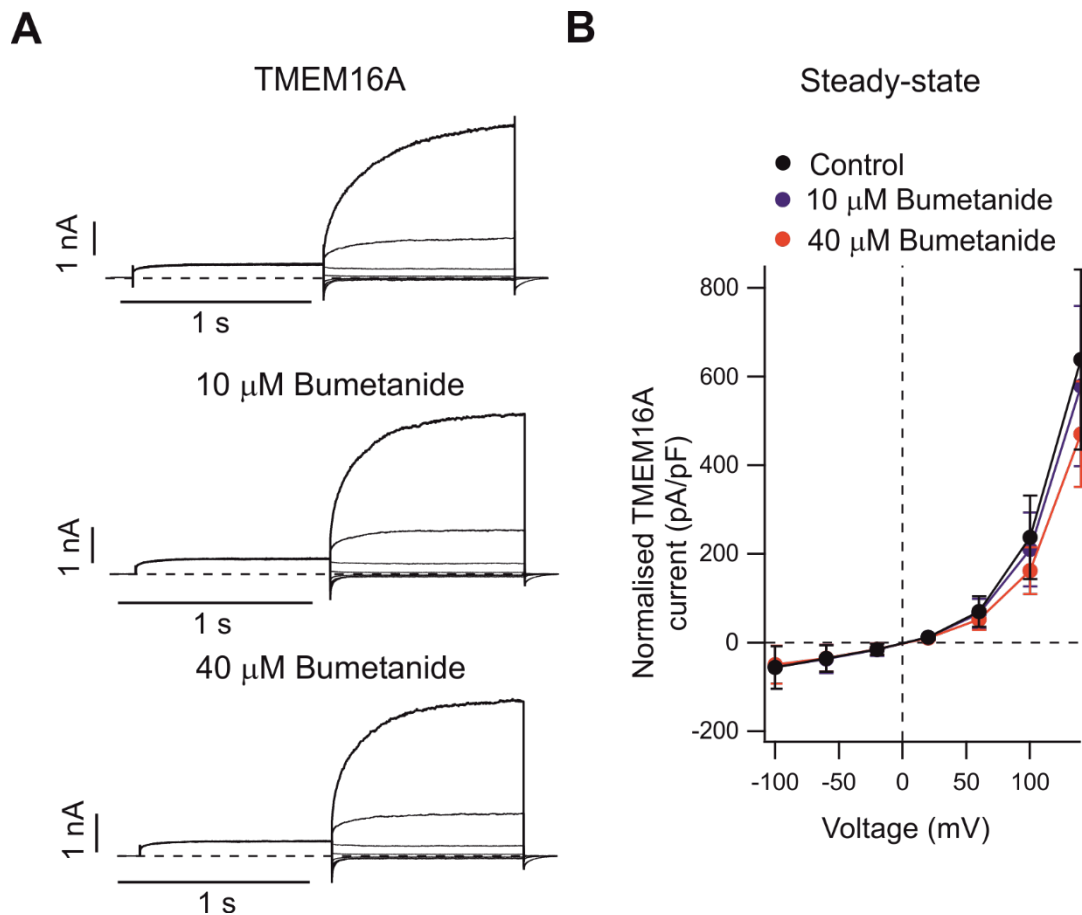 A
TMEM16A
1 nA
1 s
10 μM Bumetanide
1 nA
1 s
40 μM Bumetanide
1 nA
1 s
B
Steady-state
Control
10 μM Bumetanide
40 μM Bumetanide
Normalised TMEM16A
current (pA/pF)
800
600
400
200
0
-200
-100
-50
0
50
100
Voltage (mV)